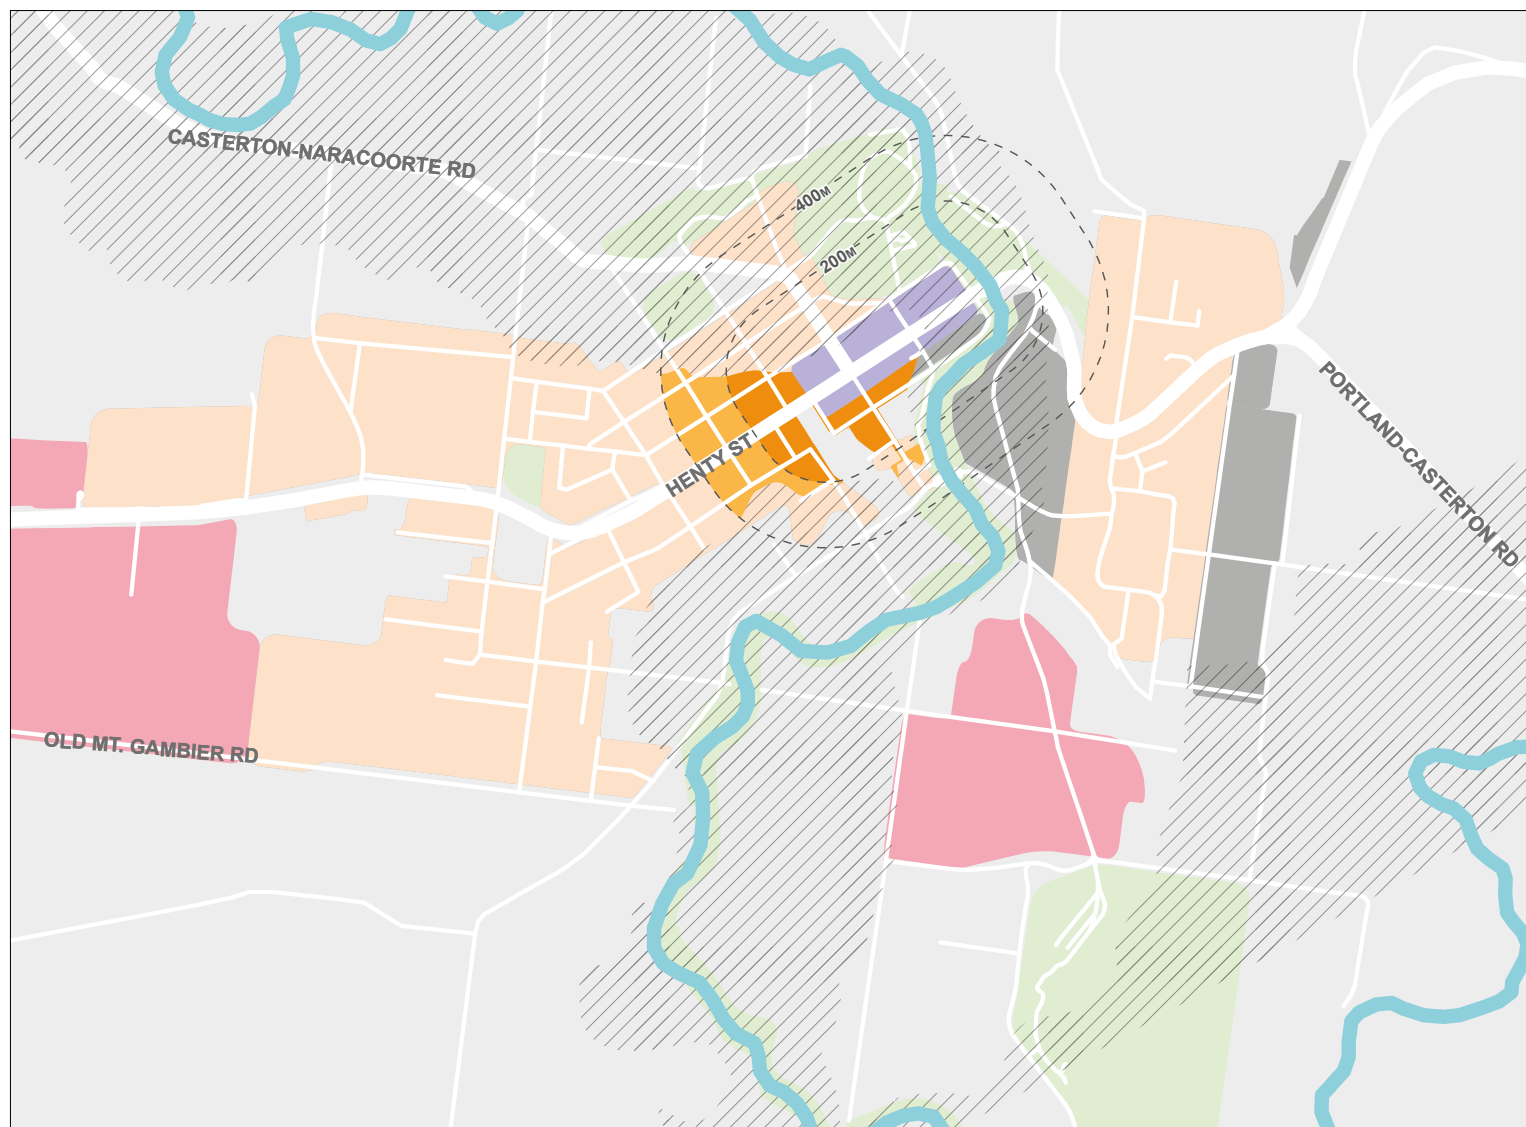 CASTERTON-NARACOORTE RD
400M
200M
PORTLAND-CASTERTON RD
HENTY ST
OLD MT. GAMBIER RD